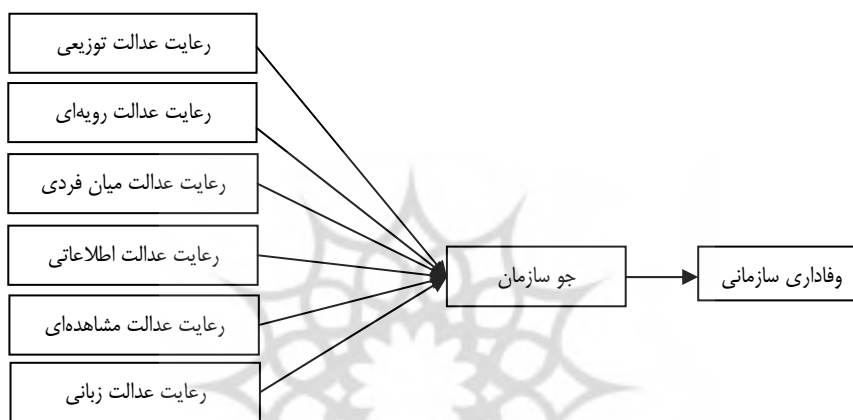 رعایت عدالت توزیعی
رعایت عدالت رویه‌ای
رعایت عدالت میان فردی
رعایت عدالت اطلاعاتی
رعایت عدالت مشاهده‌ای
رعایت عدالت زبانی
جو سازمان
وفاداری سازمانی